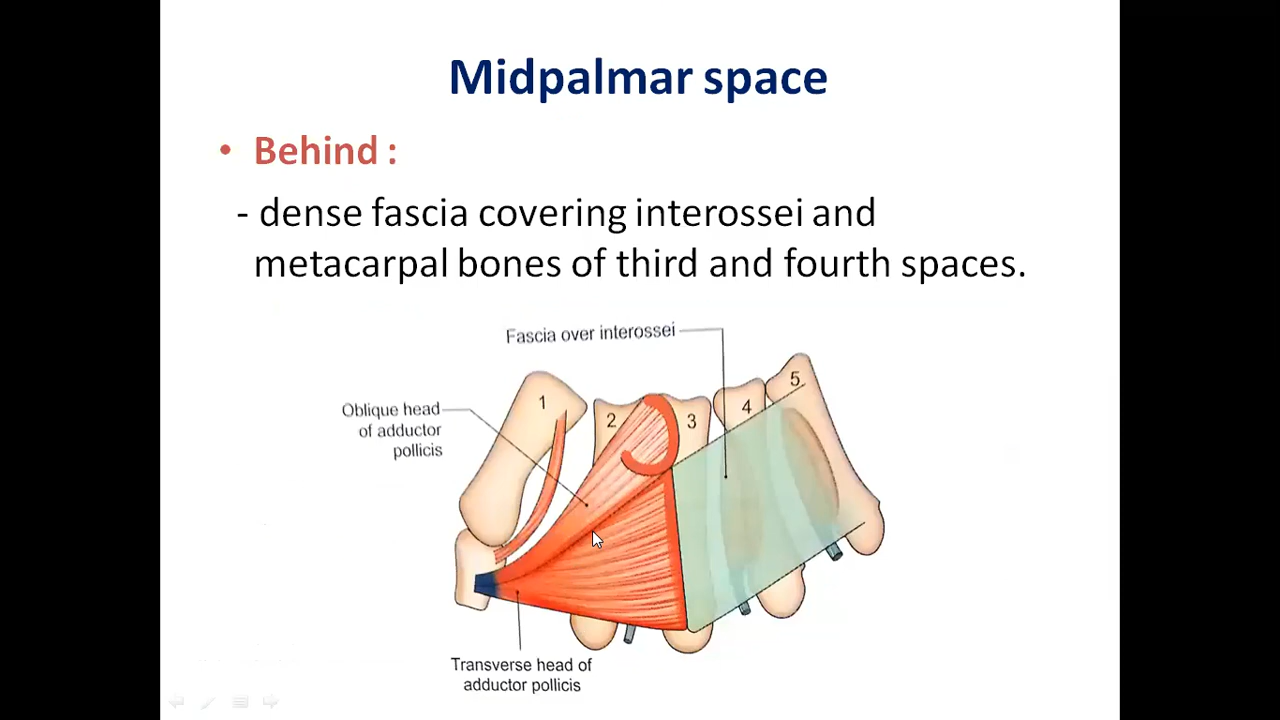 Midpalmar space
• Behind :
- dense fascia covering interossei and
metacarpal bones of third and fourth spaces.
Fascia over interossei
Oblique head
of adductor
pollicis
1
2
3
4
5
Transverse head of
adductor pollicis